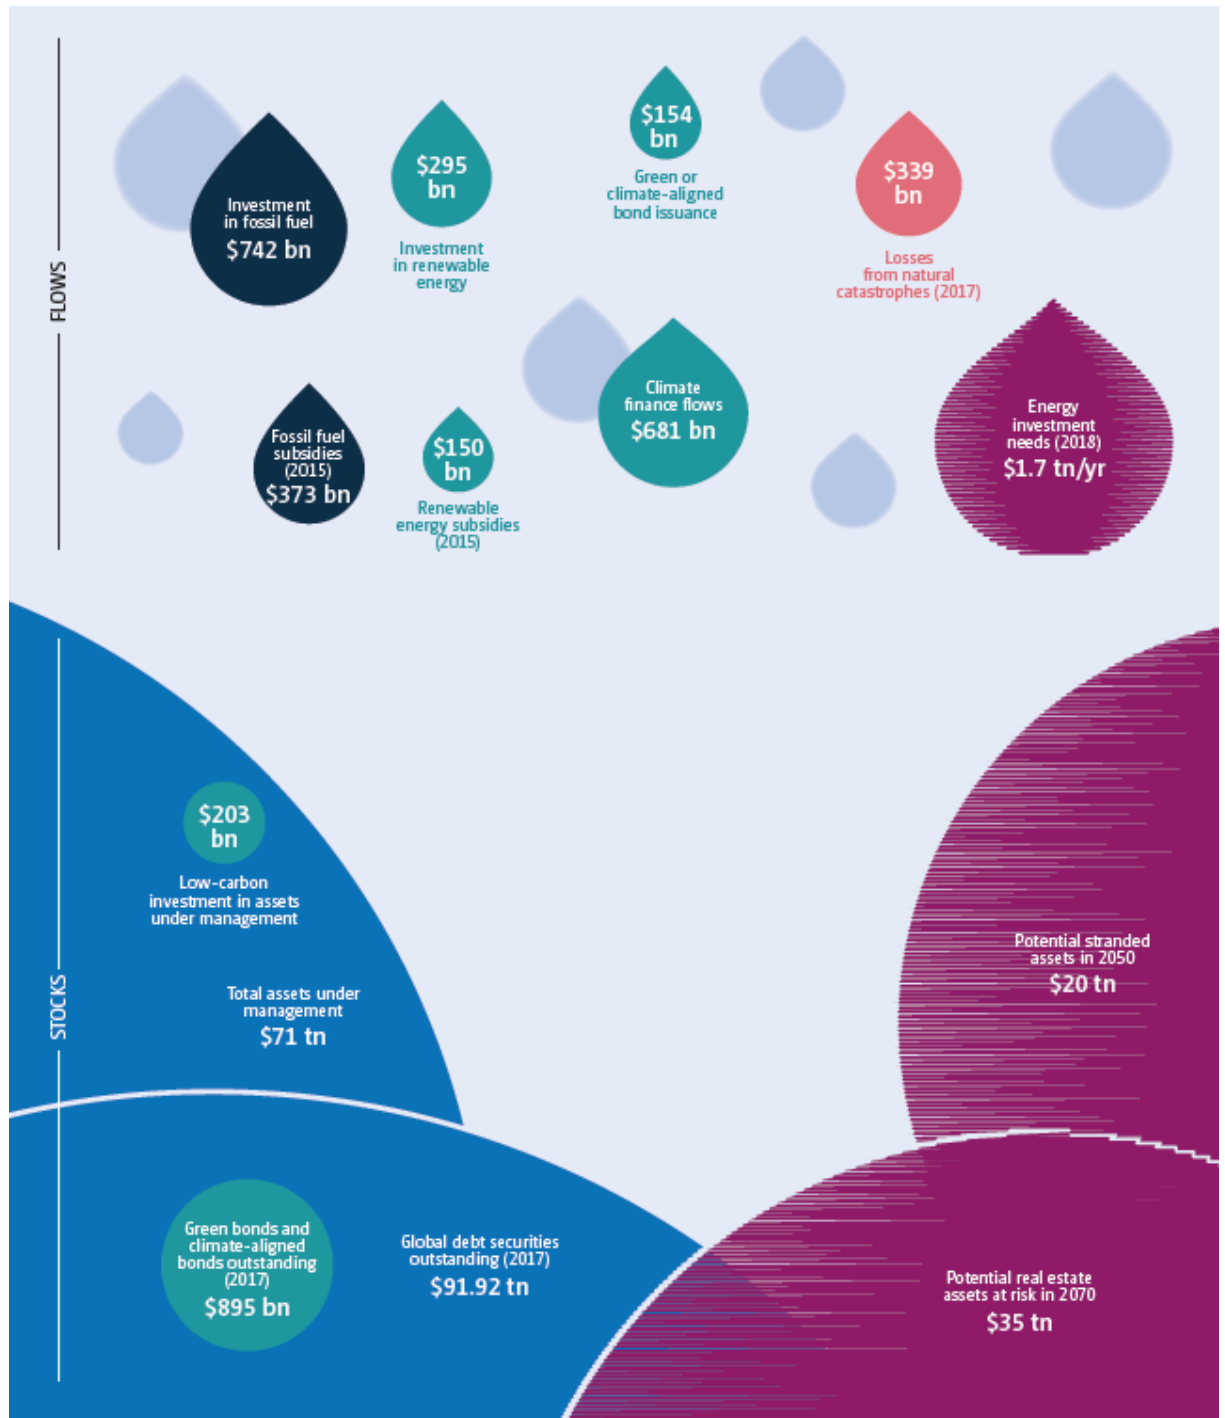 FLOWS
Investment
in fossil fuel
$742 bn
$295
bn
Investment
in renewable
energy
$154
bn
Green or
climate-aligned
bond issuance
$339
bn
Losses
from natural
catastrophes (2017)
Fossil fuel
subsidies
(2015)
$373 bn
$150
bn
Renewable
energy subsidies
(2015)
Climate
finance flows
$681 bn
Energy
investment
needs (2018)
$1.7 tn/yr
STOCKS
$203
bn
Low-carbon
investment in assets
under management
Total assets under
management
$71 tn
Potential stranded
assets in 2050
$20 tn
Green bonds and
climate-aligned
bonds outstanding
(2017)
$895 bn
Global debt securities
outstanding (2017)
$91.92 tn
Potential real estate
assets at risk in 2070
$35 tn